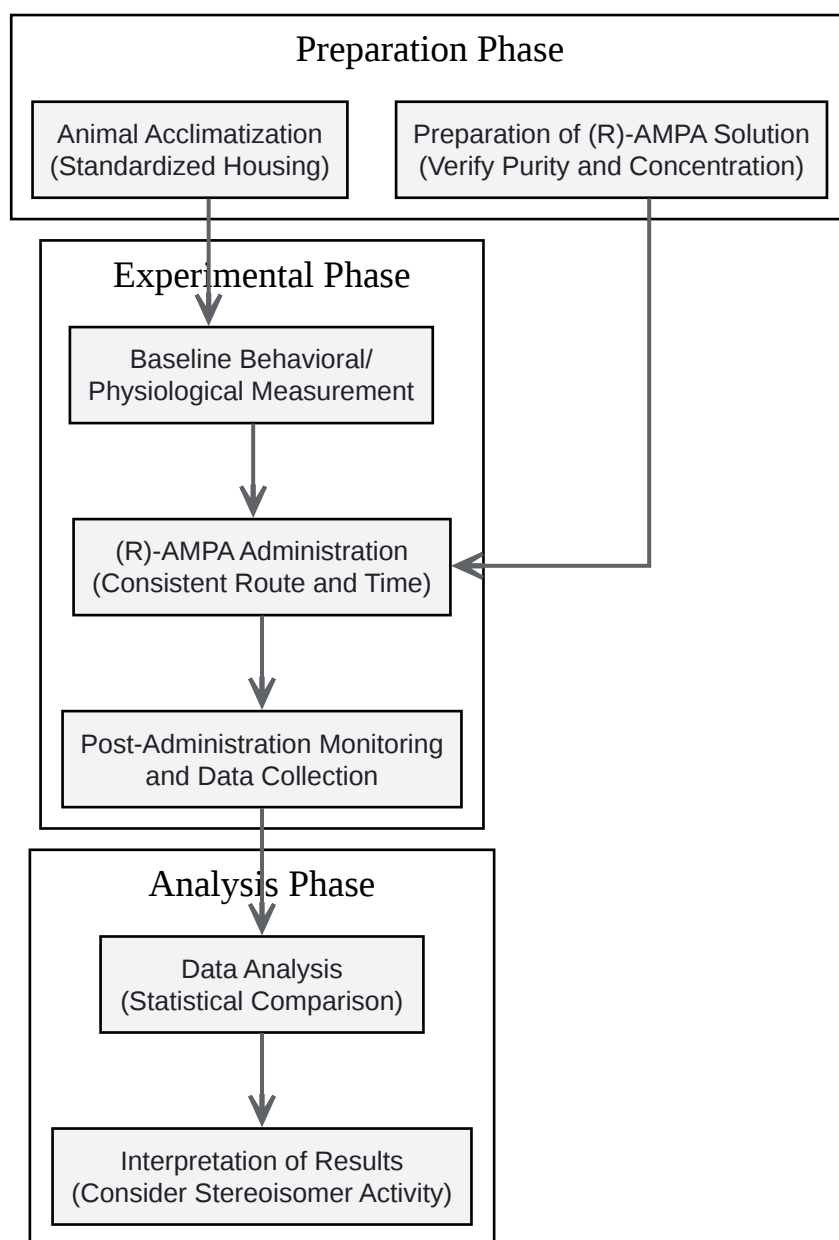 Preparation Phase
Animal Acclimatization
(Standardized Housing)
Preparation of (R)-AMPA Solution
(Verify Purity and Concentration)
Experimental Phase
Baseline Behavioral/
Physiological Measurement
(R)-AMPA Administration
(Consistent Route and Time)
Post-Administration Monitoring
and Data Collection
Analysis Phase
Data Analysis
(Statistical Comparison)
Interpretation of Results
(Consider Stereoisomer Activity)